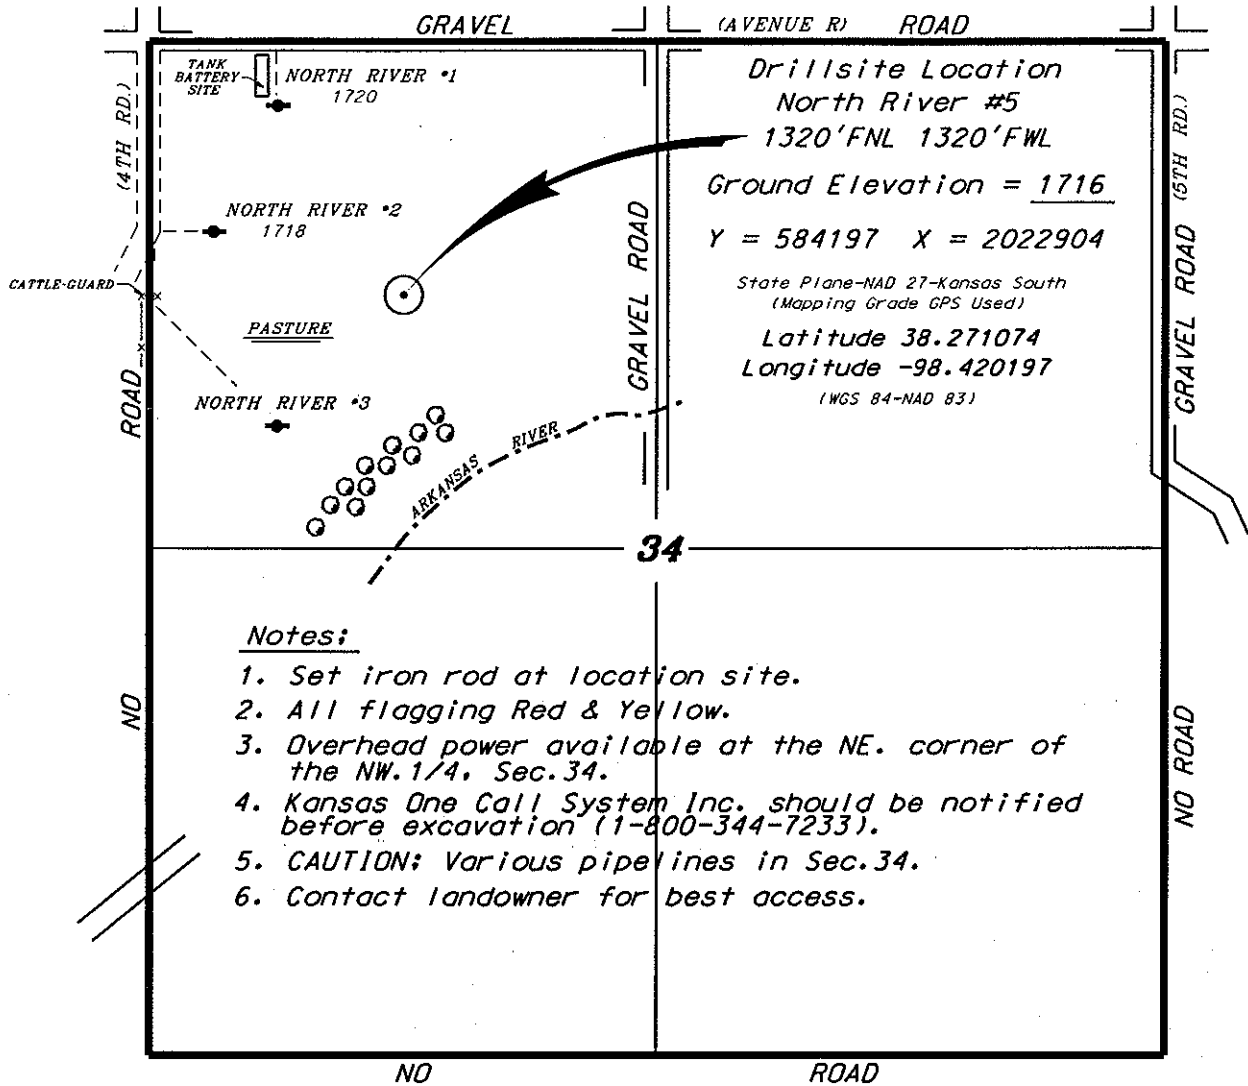 GRAVEL (AVENUE R) ROAD
TANK
BATTERY
SITE
NORTH RIVER #1
1720
(4TH RD.)
NORTH RIVER #2
1718
CATTLE-GUARD
PASTURE
ROAD
NORTH RIVER #3
ARKANSAS RIVER
GRAVEL ROAD
Drillsite Location
North River #5
1320'FNL 1320'FWL
Ground Elevation = 1716
Y = 584197 X = 2022904
State Plane-NAD 27-Kansas South
(Mapping Grade GPS Used)
Latitude 38.271074
Longitude -98.420197
(WGS 84-NAD 83)
GRAVEL ROAD (5TH RD.)
34
Notes:
1. Set iron rod at location site.
2. All flagging Red & Yellow.
3. Overhead power available at the NE. corner of
the NW.1/4, Sec.34.
4. Kansas One Call System Inc. should be notified
before excavation (1-800-344-7233).
5. CAUTION: Various pipelines in Sec.34.
6. Contact landowner for best access.
NO
NO ROAD
NO ROAD